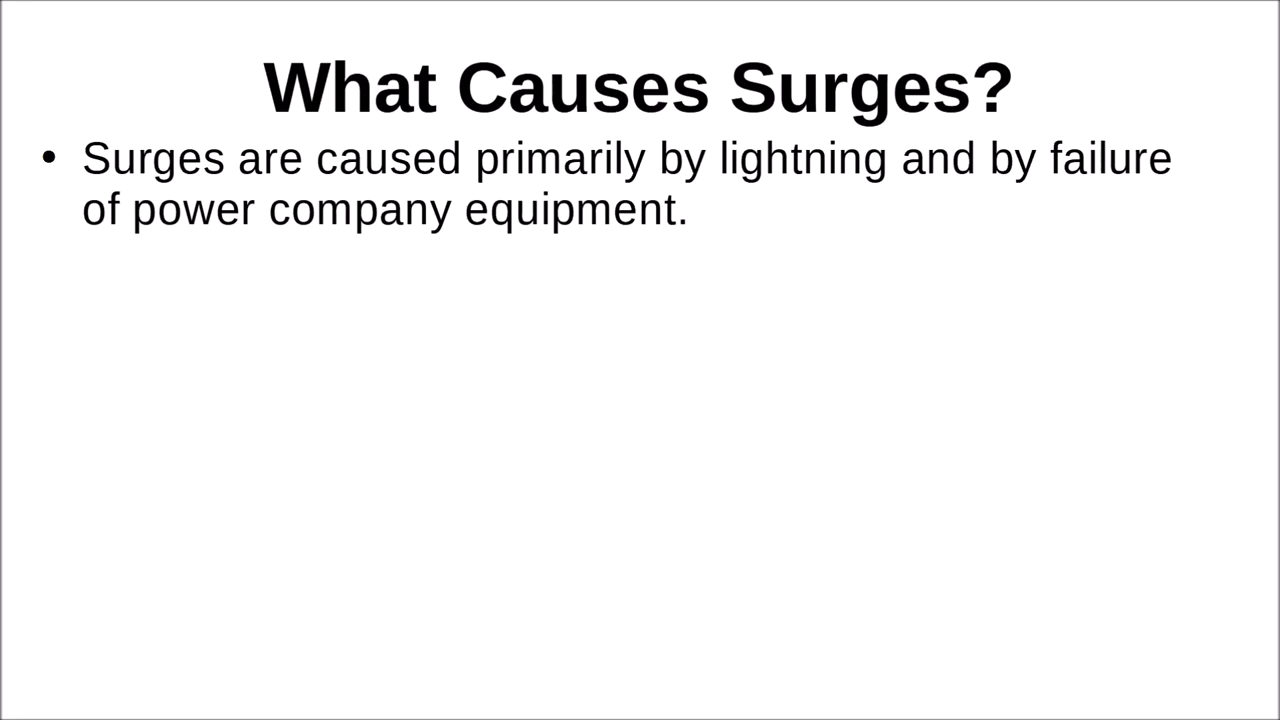 What Causes Surges?
• Surges are caused primarily by lightning and by failure
of power company equipment.